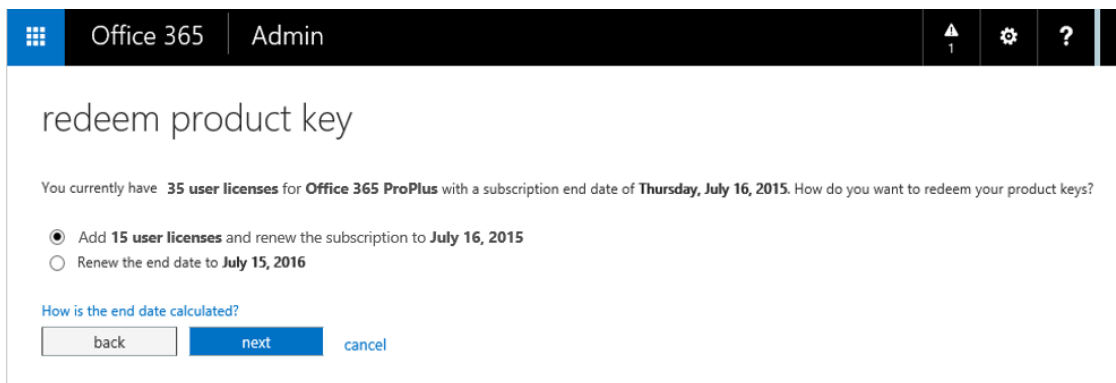 Office 365 Admin 1 ?
redeem product key
You currently have 35 user licenses for Office 365 ProPlus with a subscription end date of Thursday, July 16, 2015. How do you want to redeem your product keys?
Add 15 user licenses and renew the subscription to July 16, 2015
Renew the end date to July 15, 2016
How is the end date calculated?
back next cancel